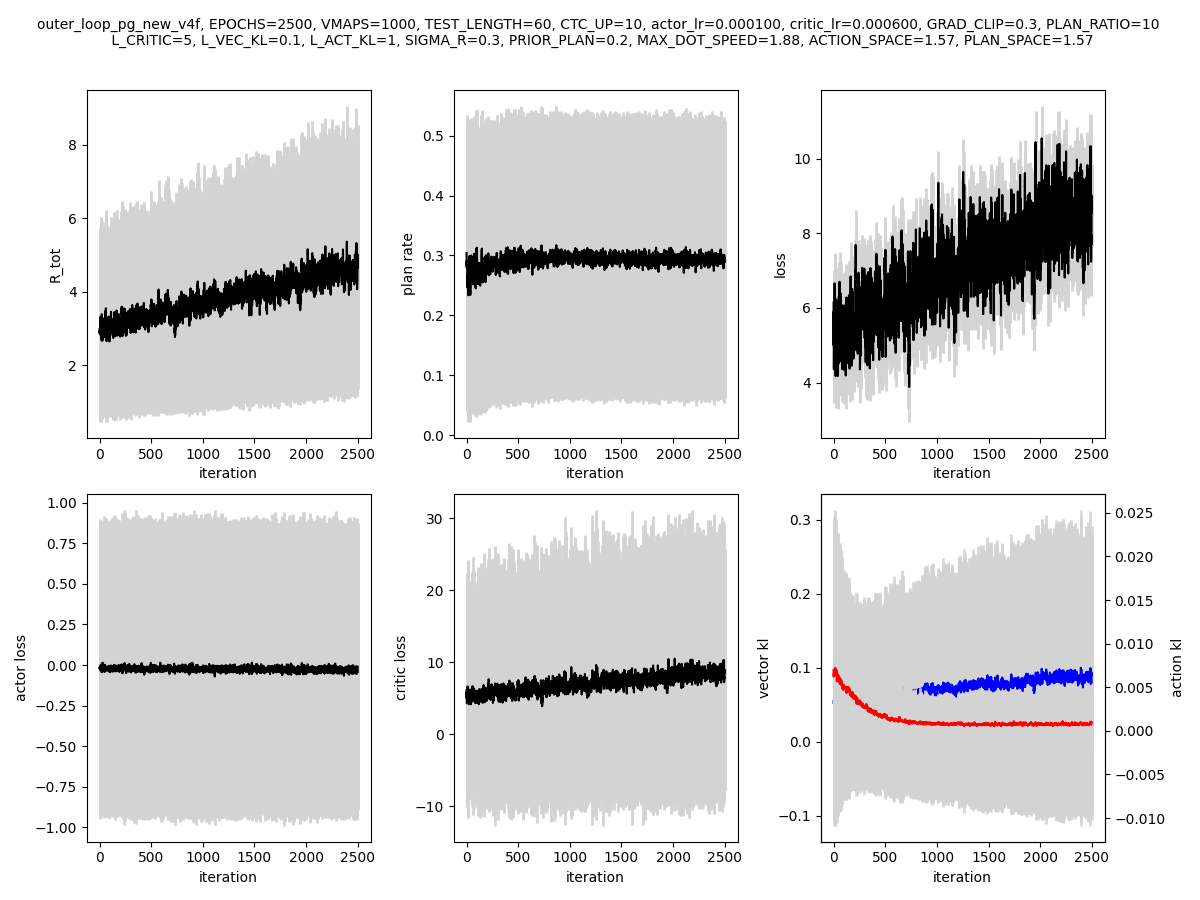 outer_loop_pg_new_v4f, EPOCHS=2500, VMAPS=1000, TEST_LENGTH=60, CTC_UP=10, actor_lr=0.000100, critic_lr=0.000600, GRAD_CLIP=0.3, PLAN_RATIO=10
L_CRITIC=5, L_VEC_KL=0.1, L_ACT_KL=1, SIGMA_R=0.3, PRIOR_PLAN=0.2, MAX_DOT_SPEED=1.88, ACTION_SPACE=1.57, PLAN_SPACE=1.57
R_tot
8
6
4
2
0 500 1000 1500 2000 2500
iteration
plan rate
0.5
0.4
0.3
0.2
0.1
0.0
0 500 1000 1500 2000 2500
iteration
loss
10
8
6
4
0 500 1000 1500 2000 2500
iteration
actor loss
1.00
0.75
0.50
0.25
0.00
−0.25
−0.50
−0.75
−1.00
0 500 1000 1500 2000 2500
iteration
critic loss
30
20
10
0
−10
0 500 1000 1500 2000 2500
iteration
vector kl
0.3
0.2
0.1
0.0
−0.1
0 500 1000 1500 2000 2500
iteration
0.025
0.020
0.015
0.010
0.005
0.000
−0.005
−0.010
action kl